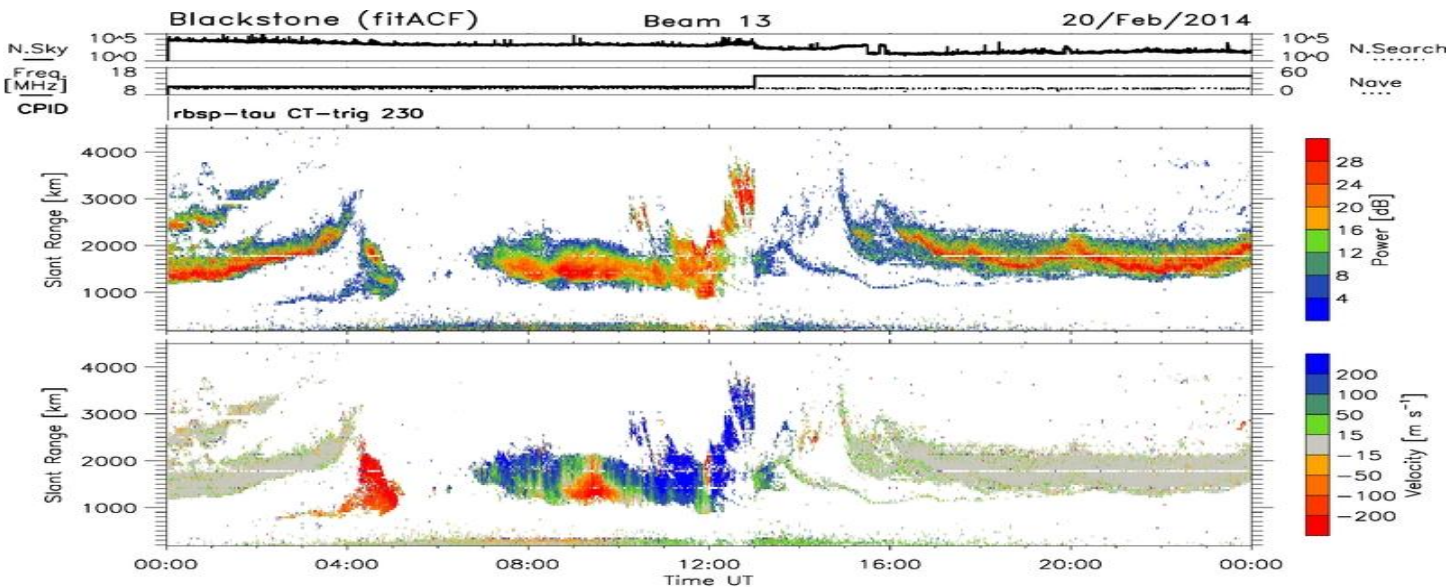 Blackstone (fitACF) Beam 13 20/Feb/2014
N.Sky 10^5 10^0 10^5 10^0 N.Search
Freq. [MHz] 18 8 60 0 Nave
CPID rbsp-tau CT-trig 230
Slant Range [km] 4000 3000 2000 1000
28 24 20 16 12 8 4 Power [dB]
Slant Range [km] 4000 3000 2000 1000
200 100 50 15 -15 -50 -100 -200 Velocity [m s⁻¹]
00:00 04:00 08:00 12:00 16:00 20:00 00:00
Time UT